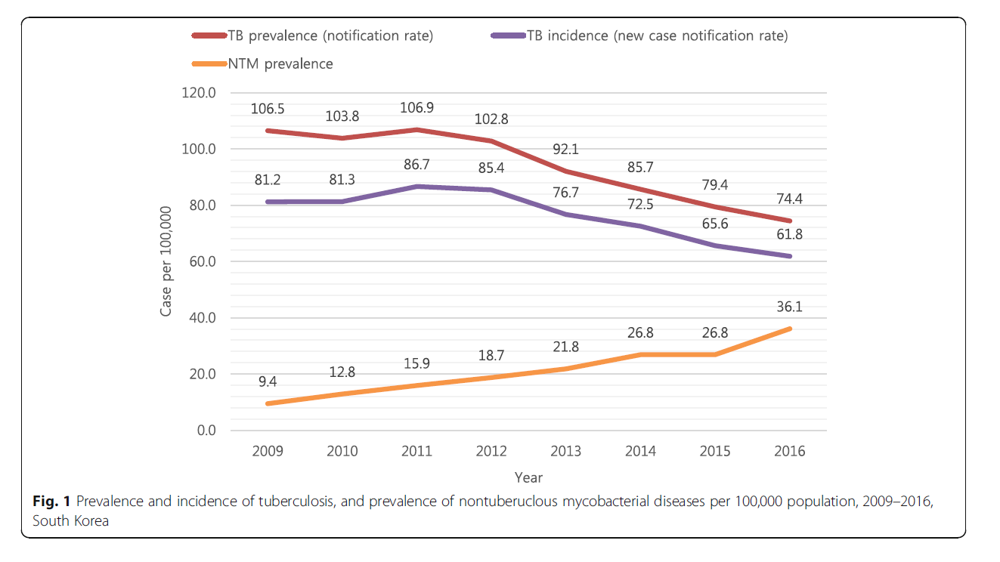 TB prevalence (notification rate) TB incidence (new case notification rate)
NTM prevalence
120.0
106.5 103.8 106.9 102.8
100.0
92.1
81.2 81.3 86.7 85.4 85.7
80.0
76.7 72.5 79.4 74.4
65.6 61.8
60.0
40.0
36.1
26.8 26.8
20.0
9.4 12.8 15.9 18.7 21.8
0.0
Case per 100,000
2009 2010 2011 2012 2013 2014 2015 2016
Year
Fig. 1 Prevalence and incidence of tuberculosis, and prevalence of nontuberuclous mycobacterial diseases per 100,000 population, 2009–2016,
South Korea